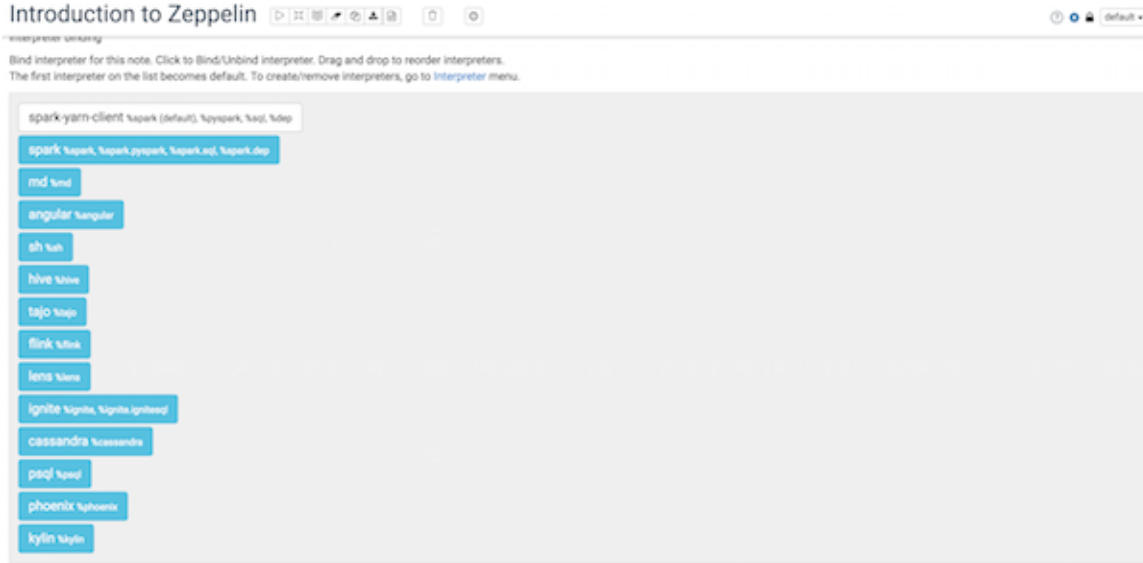 Introduction to Zeppelin
default
Interpreter binding
Bind interpreter for this note. Click to Bind/Unbind interpreter. Drag and drop to reorder interpreters.
The first interpreter on the list becomes default. To create/remove interpreters, go to Interpreter menu.
spark-yarn-client %spark (default), %pyspark, %sql, %dep
spark %spark, %spark.pyspark, %spark.sql, %spark.dep
md %md
angular %angular
sh %sh
hive %hive
tajo %tajo
flink %flink
lens %lens
ignite %ignite, %ignite.ignitesql
cassandra %cassandra
psql %psql
phoenix %phoenix
kylin %kylin